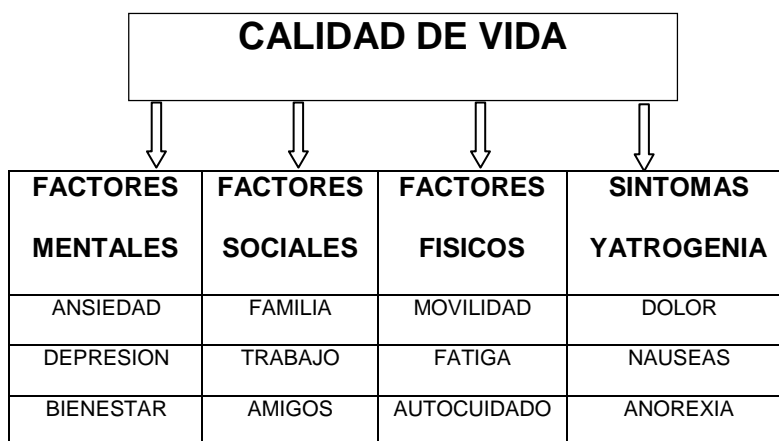 CALIDAD DE VIDA
FACTORES MENTALES
FACTORES SOCIALES
FACTORES FISICOS
SINTOMAS YATROGENIA
ANSIEDAD FAMILIA MOVILIDAD DOLOR
DEPRESION TRABAJO FATIGA NAUSEAS
BIENESTAR AMIGOS AUTOCUIDADO ANOREXIA